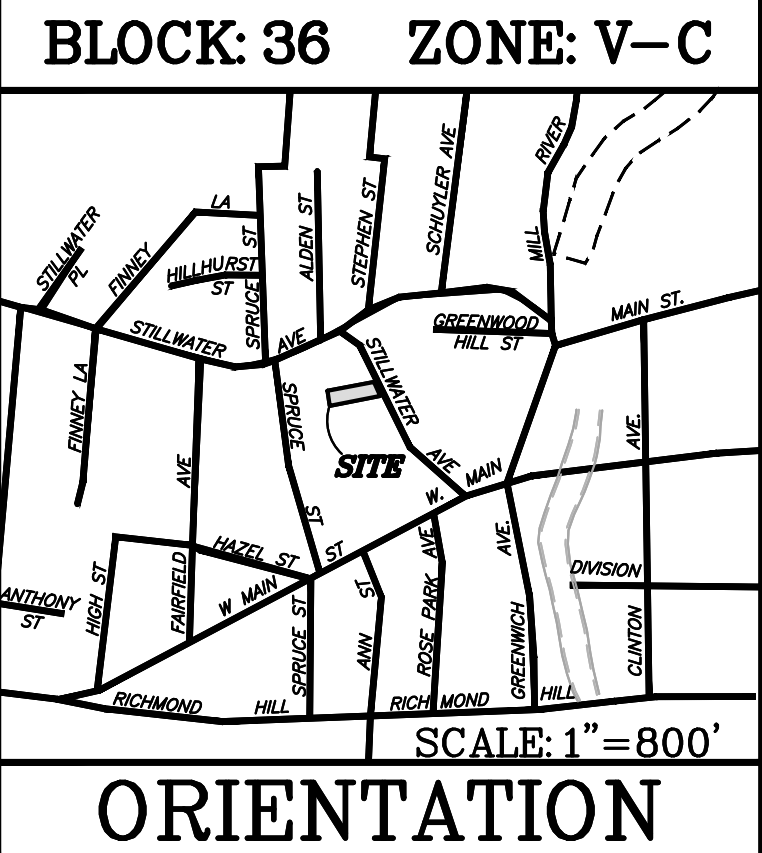 BLOCK: 36 ZONE: V-C
STILLWATER
PL
FINNEY
LA
HILLHURST
ST
SPRUCE ST
ALDEN ST
STEPHEN ST
SCHUYLER AVE
MILL RIVER
STILLWATER AVE
GREENWOOD
HILL ST
MAIN ST.
FINNEY LA
SPRUCE ST
STILLWATER AVE
SITE
FAIRFIELD AVE
HAZEL ST
W MAIN ST
W. MAIN
AVE.
HIGH ST
ANTHONY
ST
SPRUCE ST
ANN ST
ROSE PARK AVE
GREENWICH AVE.
DIVISION
CLINTON
RICHMOND HILL
RICHMOND HILL
SCALE: 1"=800'
ORIENTATION